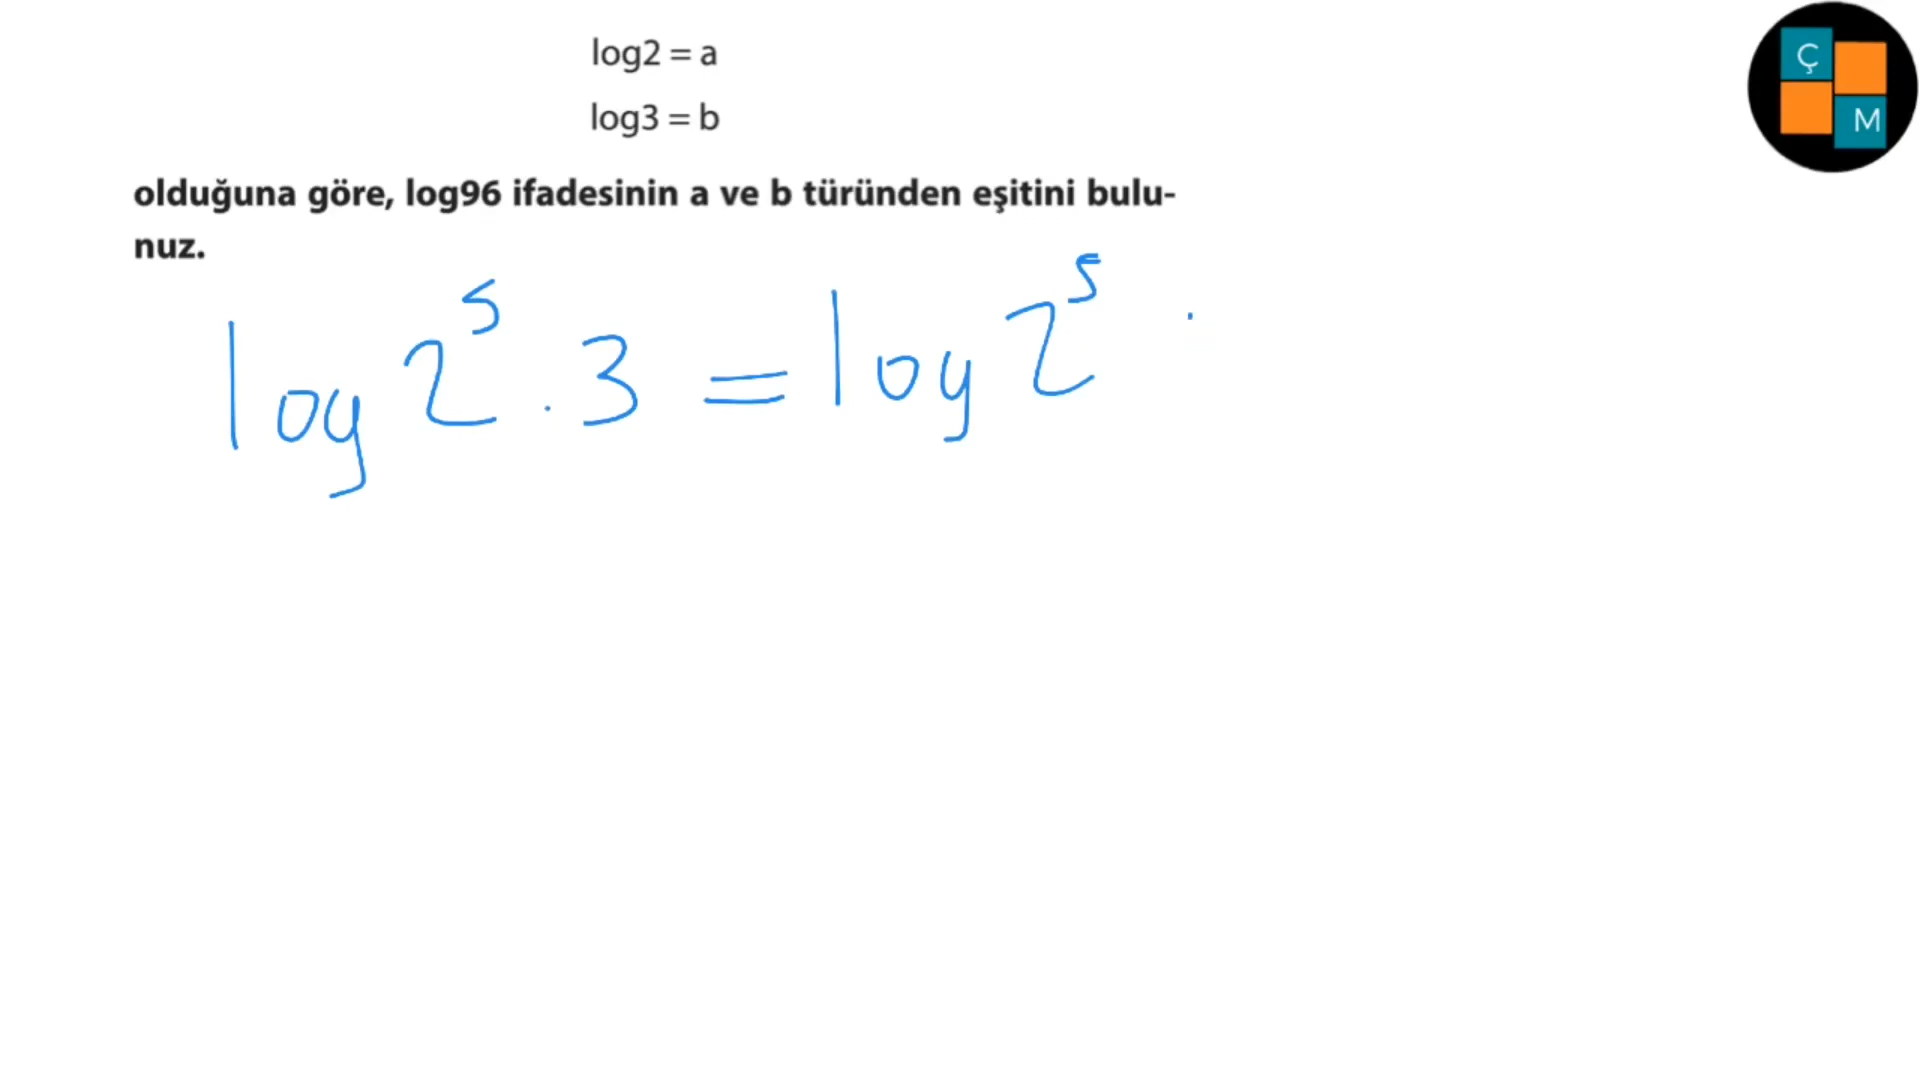 log2 = a
log3 = b
olduğuna göre, log96 ifadesinin a ve b türünden eşitini bulu-
nuz.
log 2⁵ . 3 = log 2⁵ .
Ç
M